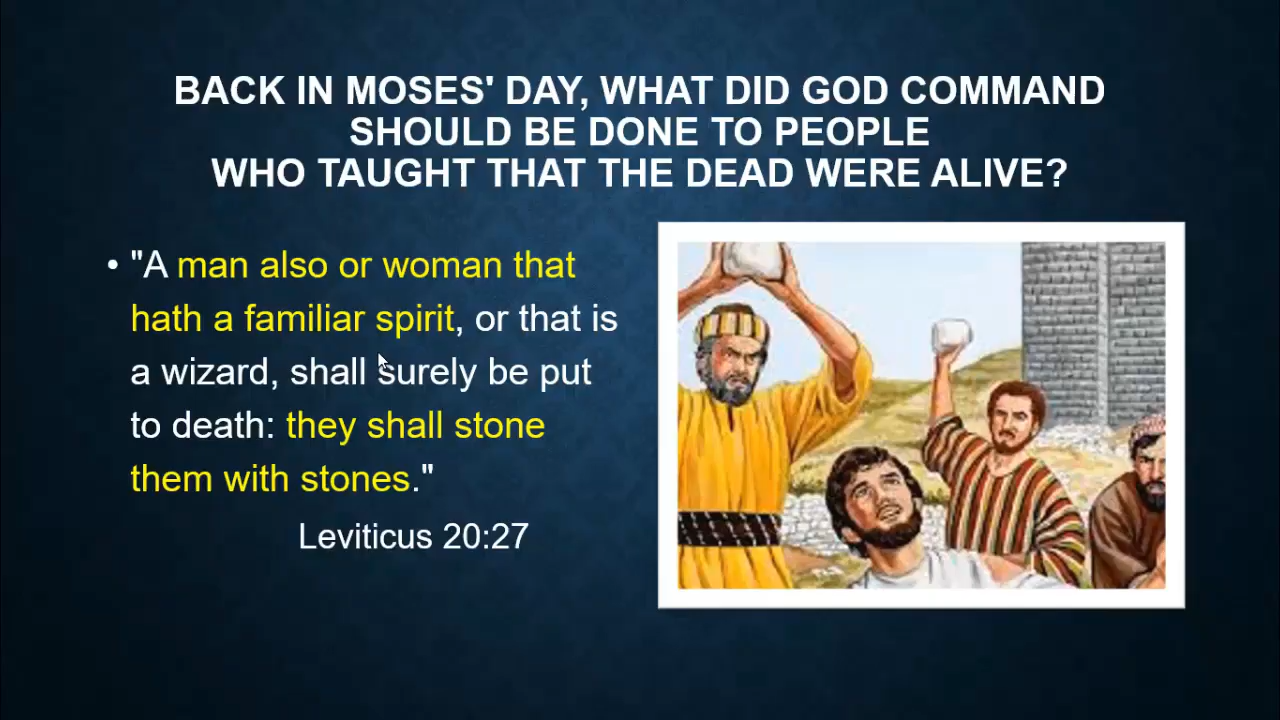 BACK IN MOSES' DAY, WHAT DID GOD COMMAND
SHOULD BE DONE TO PEOPLE
WHO TAUGHT THAT THE DEAD WERE ALIVE?
• "A man also or woman that
hath a familiar spirit, or that is
a wizard, shall surely be put
to death: they shall stone
them with stones."
Leviticus 20:27